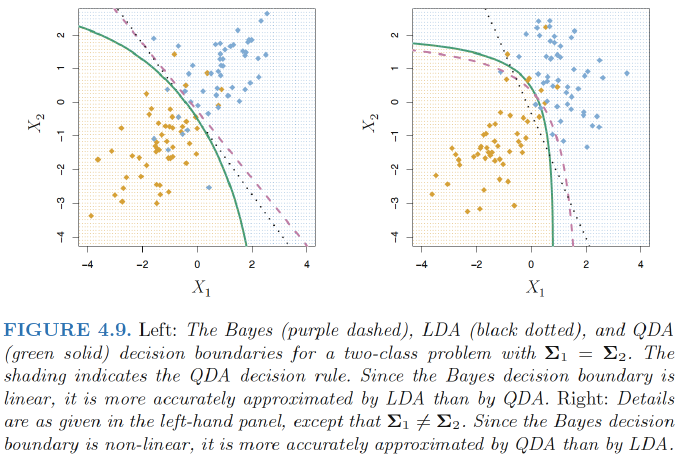 2
1
0
−1
−2
−3
−4
X2
−4 −2 0 2 4
X1
2
1
0
−1
−2
−3
−4
X2
−4 −2 0 2 4
X1
FIGURE 4.9. Left: The Bayes (purple dashed), LDA (black dotted), and QDA
(green solid) decision boundaries for a two-class problem with Σ1 = Σ2. The
shading indicates the QDA decision rule. Since the Bayes decision boundary is
linear, it is more accurately approximated by LDA than by QDA. Right: Details
are as given in the left-hand panel, except that Σ1 ≠ Σ2. Since the Bayes decision
boundary is non-linear, it is more accurately approximated by QDA than by LDA.